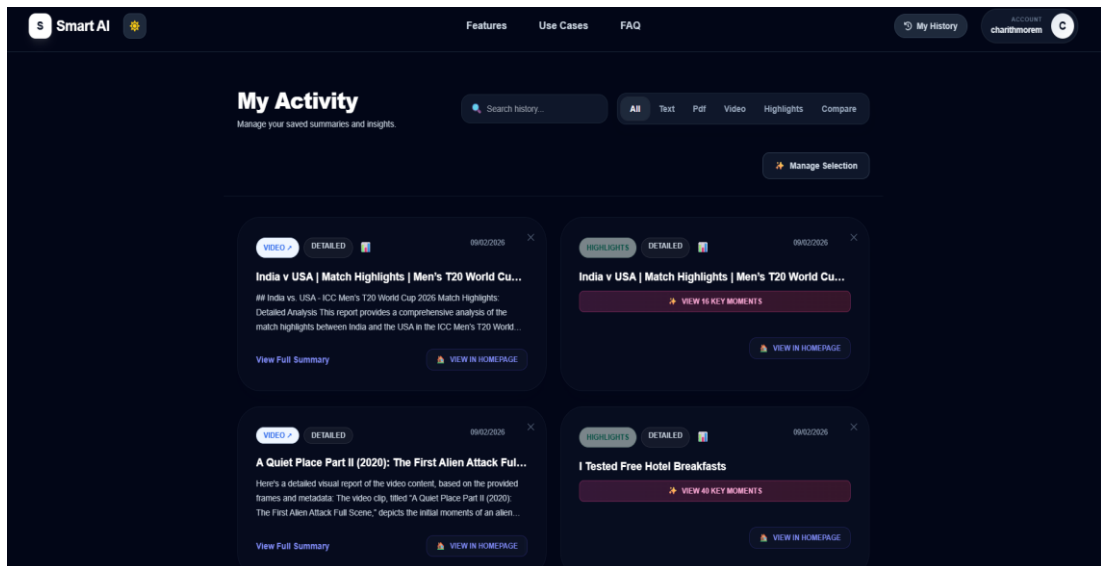 S Smart AI
Features Use Cases FAQ
My History
ACCOUNT
charithmorem
C
My Activity
Manage your saved summaries and insights.
Search history...
All Text Pdf Video Highlights Compare
Manage Selection
VIDEO ↗ DETAILED 09/02/2026 ×
India v USA | Match Highlights | Men's T20 World Cu...
## India vs. USA - ICC Men's T20 World Cup 2026 Match Highlights:
Detailed Analysis This report provides a comprehensive analysis of the
match highlights between India and the USA in the ICC Men's T20 World...
View Full Summary VIEW IN HOMEPAGE
HIGHLIGHTS DETAILED 09/02/2026 ×
India v USA | Match Highlights | Men's T20 World Cu...
VIEW 16 KEY MOMENTS
VIEW IN HOMEPAGE
VIDEO ↗ DETAILED 09/02/2026 ×
A Quiet Place Part II (2020): The First Alien Attack Ful...
Here's a detailed visual report of the video content, based on the provided
frames and metadata: The video clip, titled "A Quiet Place Part II (2020):
The First Alien Attack Full Scene," depicts the initial moments of an alien...
View Full Summary VIEW IN HOMEPAGE
HIGHLIGHTS DETAILED 09/02/2026 ×
I Tested Free Hotel Breakfasts
VIEW 40 KEY MOMENTS
VIEW IN HOMEPAGE